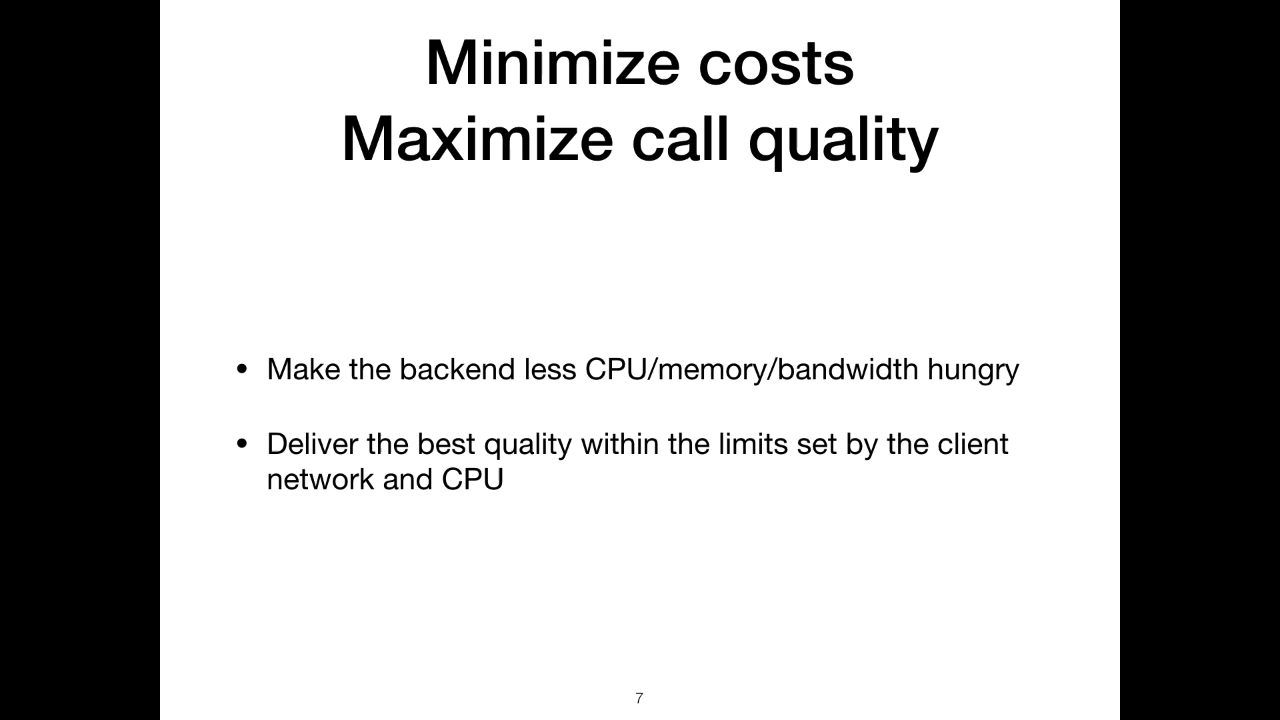 Minimize costs
Maximize call quality
• Make the backend less CPU/memory/bandwidth hungry
• Deliver the best quality within the limits set by the client
network and CPU
7